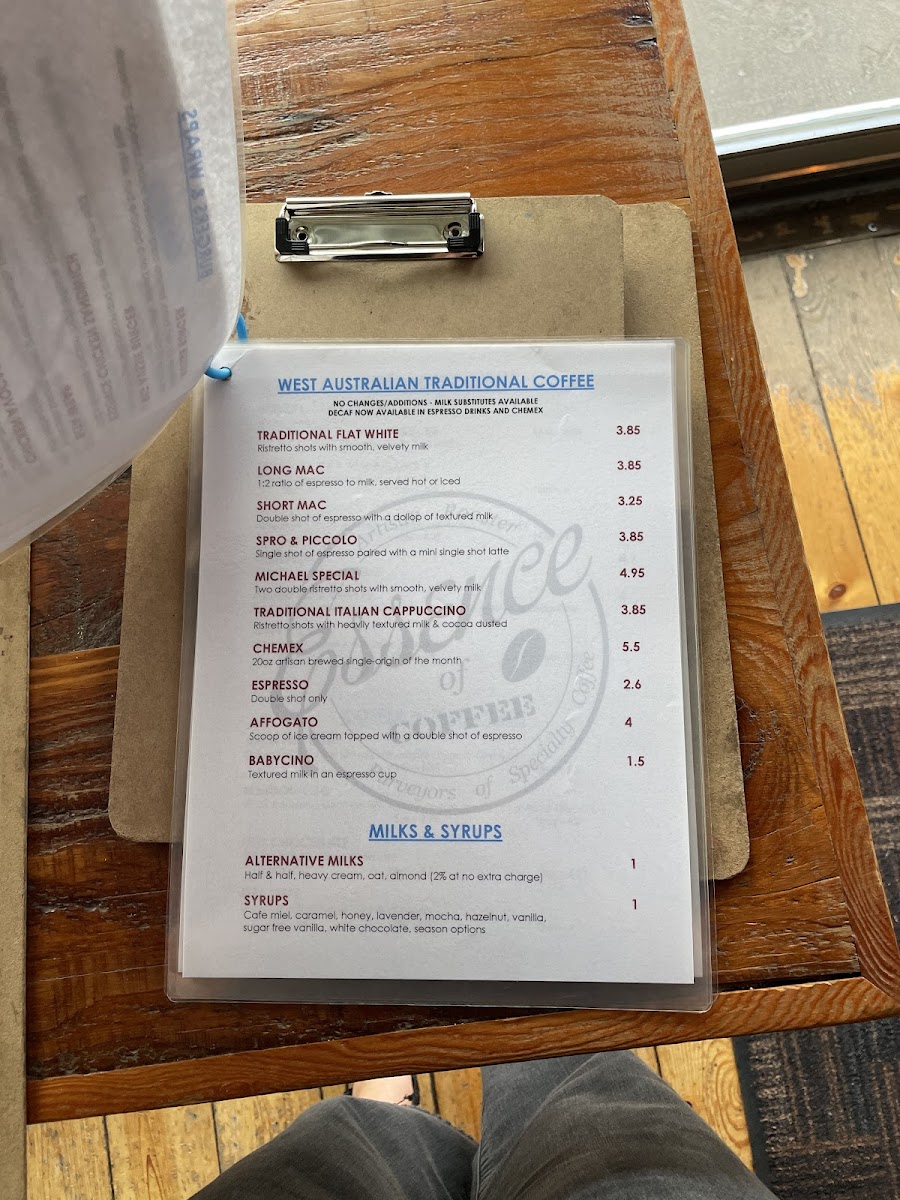 WRAPS
BURGERS &
WEST AUSTRALIAN TRADITIONAL COFFEE
NO CHANGES/ADDITIONS - MILK SUBSTITUTES AVAILABLE
DECAF NOW AVAILABLE IN ESPRESSO DRINKS AND CHEMEX
TRADITIONAL FLAT WHITE 3.85
Ristretto shots with smooth, velvety milk
LONG MAC 3.85
1:2 ratio of espresso to milk, served hot or iced
SHORT MAC 3.25
Double shot of espresso with a dollop of textured milk
SPRO & PICCOLO 3.85
Single shot of espresso paired with a mini single shot latte
MICHAEL SPECIAL 4.95
Two double ristretto shots with smooth, velvety milk
TRADITIONAL ITALIAN CAPPUCCINO 3.85
Ristretto shots with heavily textured milk & cocoa dusted
CHEMEX 5.5
20oz artisan brewed single-origin of the month
ESPRESSO 2.6
Double shot only
AFFOGATO 4
Scoop of ice cream topped with a double shot of espresso
BABYCINO 1.5
Textured milk in an espresso cup
Essence
of
COFFEE
Purveyors of Specialty Coffee
MILKS & SYRUPS
ALTERNATIVE MILKS 1
Half & half, heavy cream, oat, almond (2% at no extra charge)
SYRUPS 1
Cafe miel, caramel, honey, lavender, mocha, hazelnut, vanilla,
sugar free vanilla, white chocolate, season options